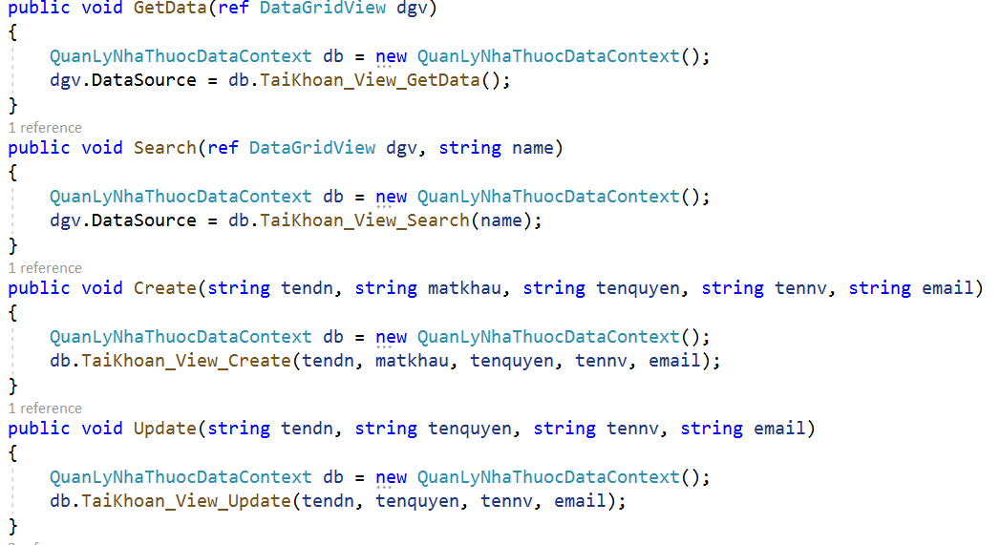 public void GetData(ref DataGridView dgv)
{
    QuanLyNhaThuocDataContext db = new QuanLyNhaThuocDataContext();
    dgv.DataSource = db.TaiKhoan_View_GetData();
}
1 reference
public void Search(ref DataGridView dgv, string name)
{
    QuanLyNhaThuocDataContext db = new QuanLyNhaThuocDataContext();
    dgv.DataSource = db.TaiKhoan_View_Search(name);
}
1 reference
public void Create(string tendn, string matkhau, string tenquyen, string tennv, string email)
{
    QuanLyNhaThuocDataContext db = new QuanLyNhaThuocDataContext();
    db.TaiKhoan_View_Create(tendn, matkhau, tenquyen, tennv, email);
}
1 reference
public void Update(string tendn, string tenquyen, string tennv, string email)
{
    QuanLyNhaThuocDataContext db = new QuanLyNhaThuocDataContext();
    db.TaiKhoan_View_Update(tendn, tenquyen, tennv, email);
}